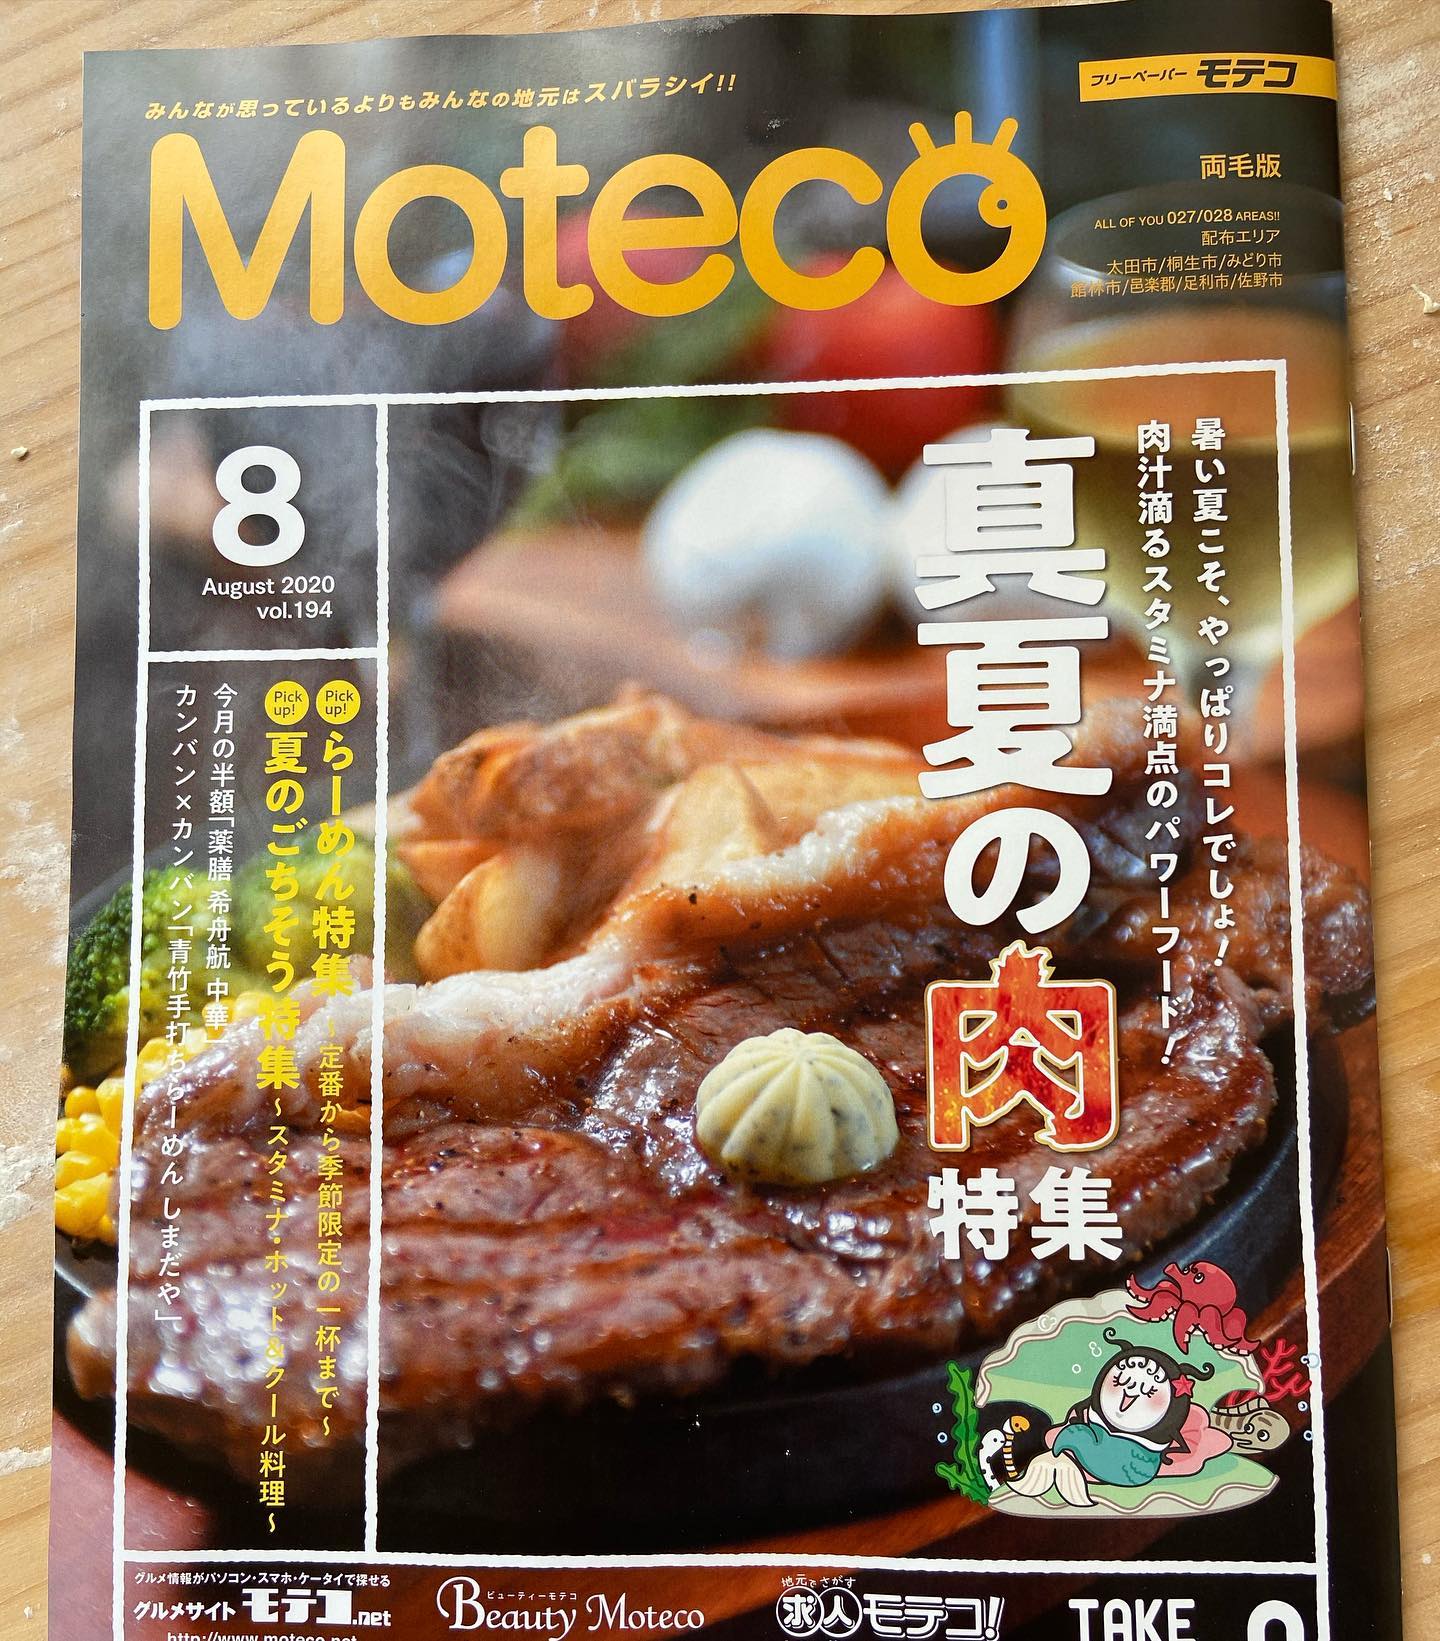 みんなが思っているよりもみんなの地元はスバラシイ!!
フリーペーパー モテコ
Moteco
両毛版
ALL OF YOU 027/028 AREAS!!
配布エリア
太田市/桐生市/みどり市
館林市/邑楽郡/足利市/佐野市
8
August 2020
vol.194
暑い夏こそ、やっぱりコレでしょ！
肉汁滴るスタミナ満点のパワーフード！
真夏の肉
特集
Pick up!
らーめん特集 〜定番から季節限定の一杯まで〜
Pick up!
夏のごちそう特集 〜スタミナ・ホット&クール料理〜
今月の半額「薬膳 希舟航 中華」
カンバン×カンバン「青竹手打ちらーめん しまだや」
グルメ情報がパソコン・スマホ・ケータイで探せる
グルメサイト モテコ.net
http://www.moteco.net
ビューティーモテコ
Beauty Moteco
地元でさがす
求人モテコ!
TAKE